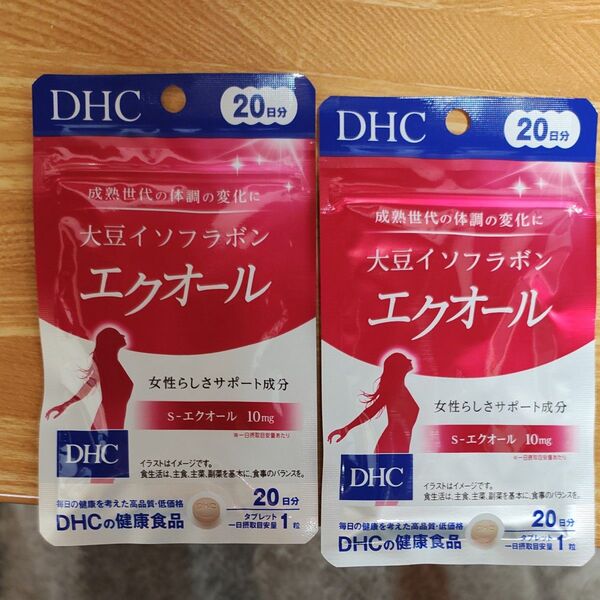 DHC
20日分
成熟世代の体調の変化に
大豆イソフラボン
エクオール
女性らしさサポート成分
S-エクオール 10mg
※一日摂取目安量あたり
DHC
イラストはイメージです。
食生活は、主食、主菜、副菜を基本に、食事のバランスを。
毎日の健康を考えた高品質・低価格
DHCの健康食品
20日分
タブレット
一日摂取目安量 1粒
DHC
20日分
成熟世代の体調の変化に
大豆イソフラボン
エクオール
女性らしさサポート成分
S-エクオール 10mg
※一日摂取目安量あたり
DHC
イラストはイメージです。
食生活は、主食、主菜、副菜を基本に、食事のバランスを。
毎日の健康を考えた高品質・低価格
DHCの健康食品
20日分
タブレット
一日摂取目安量 1粒